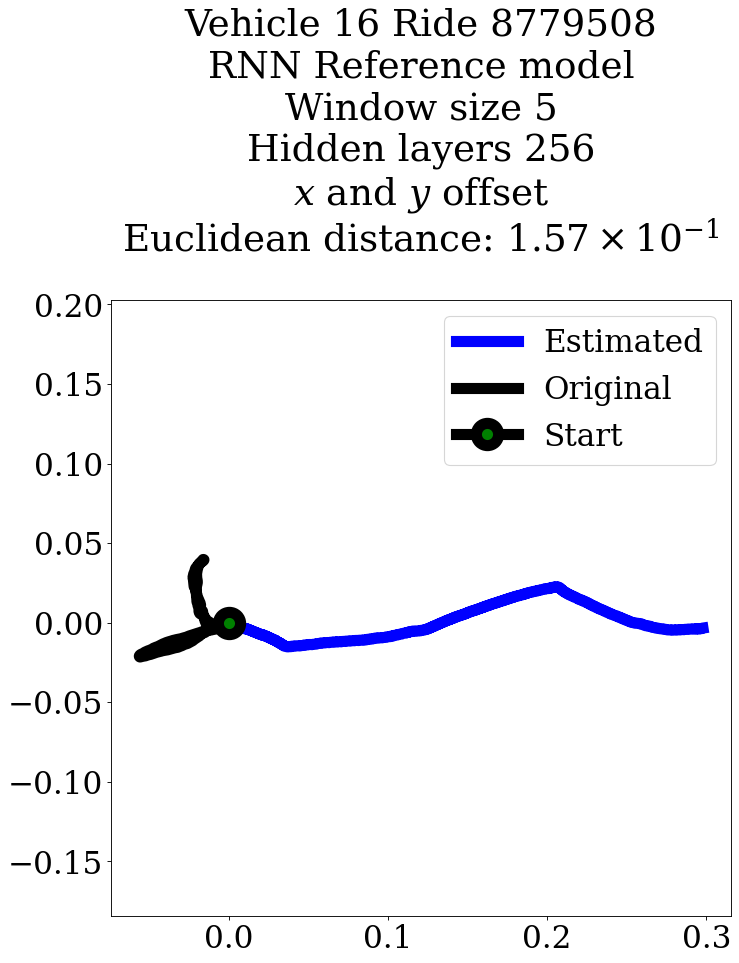 Vehicle 16 Ride 8779508
RNN Reference model
Window size 5
Hidden layers 256
x and y offset
Euclidean distance: 1.57 × 10⁻¹
0.20
0.15
0.10
0.05
0.00
−0.05
−0.10
−0.15
Estimated
Original
Start
0.0 0.1 0.2 0.3